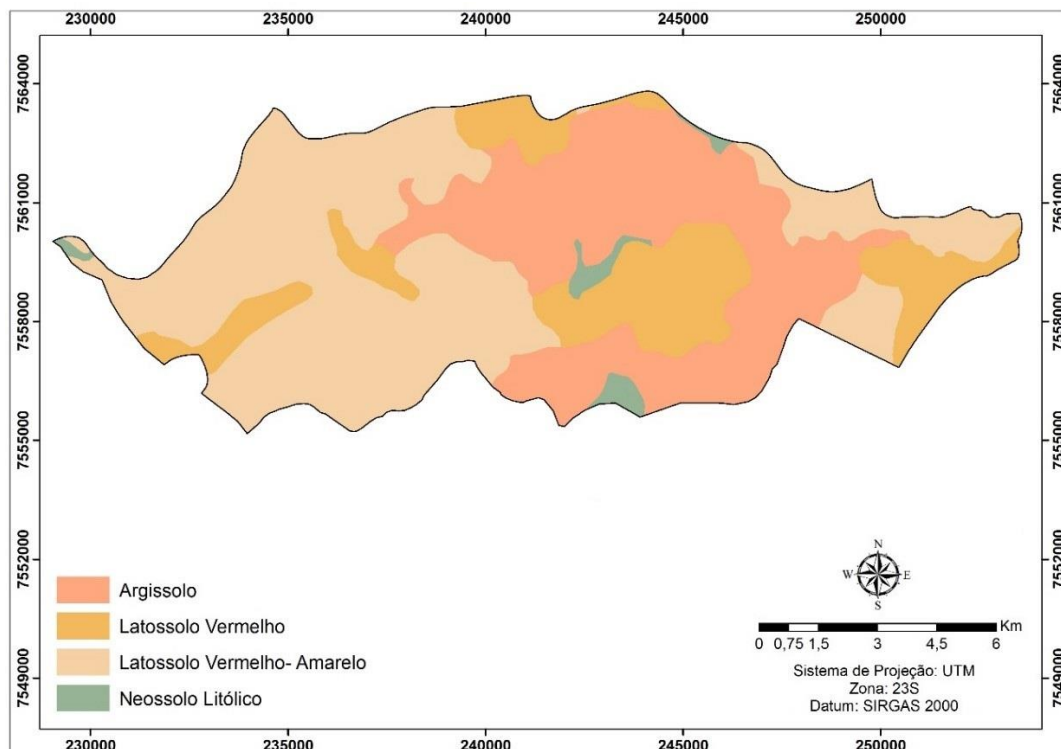 230000 235000 240000 245000 250000
7564000 7564000
7561000 7561000
7558000 7558000
7555000 7555000
7552000 7552000
7549000 7549000
Argissolo
Latossolo Vermelho
Latossolo Vermelho- Amarelo
Neossolo Litólico
N
W E
S
Km
0 0,75 1,5 3 4,5 6
Sistema de Projeção: UTM
Zona: 23S
Datum: SIRGAS 2000
230000 235000 240000 245000 250000